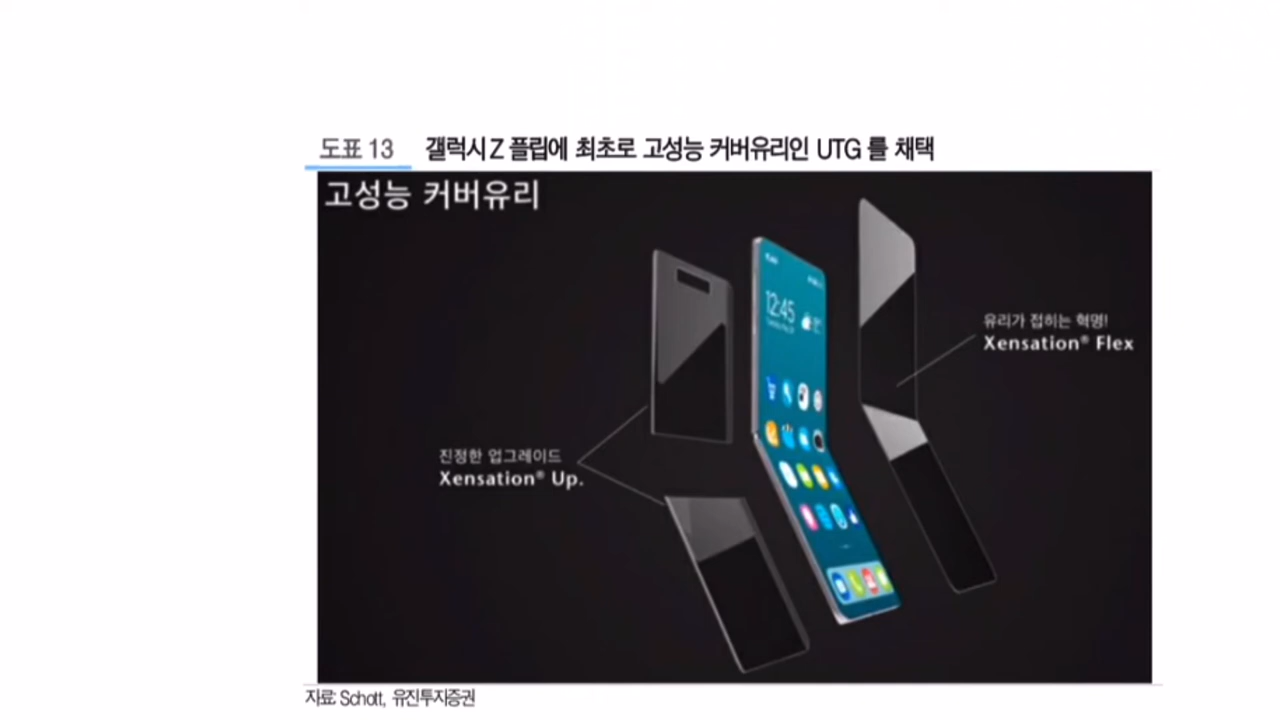 도표 13 갤럭시 Z 플립에 최초로 고성능 커버유리인 UTG 를 채택
고성능 커버유리
12:45
유리가 접히는 혁명!
Xensation® Flex
진정한 업그레이드
Xensation® Up.
자료: Schott, 유진투자증권